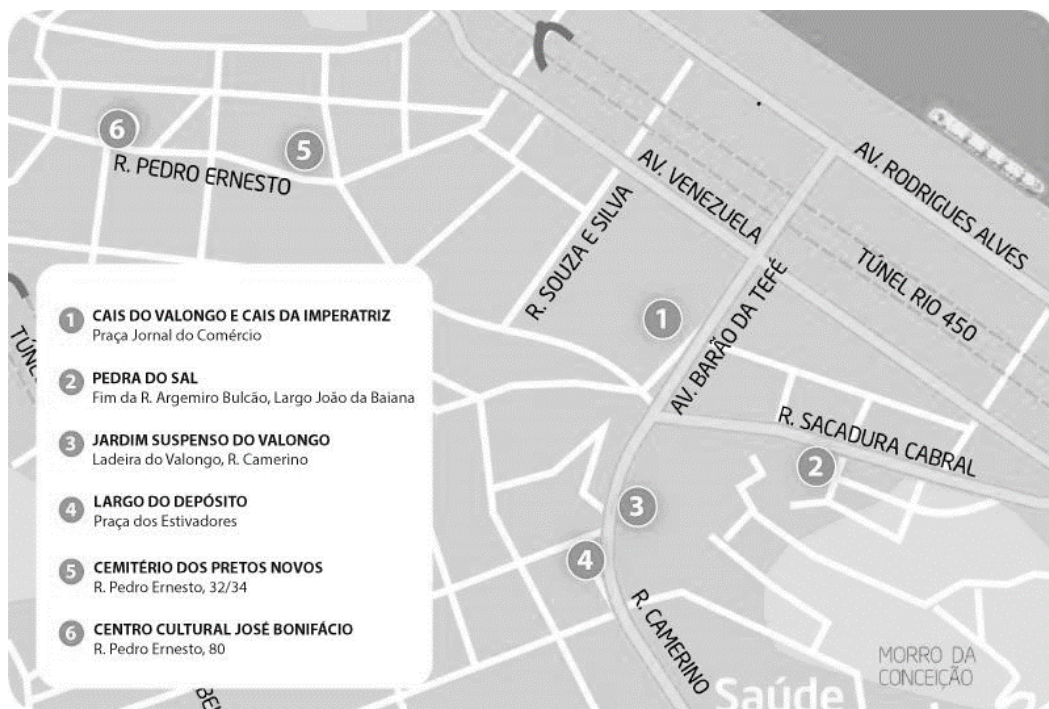 6
5
R. PEDRO ERNESTO
AV. VENEZUELA
AV. RODRIGUES ALVES
R. SOUZA E SILVA
TÚNEL RIO 450
1
AV. BARÃO DA TEFÉ
R. SACADURA CABRAL
2
3
4
R. CAMERINO
MORRO DA
CONCEIÇÃO
Saúde
1 CAIS DO VALONGO E CAIS DA IMPERATRIZ
Praça Jornal do Comércio
2 PEDRA DO SAL
Fim da R. Argemiro Bulcão, Largo João da Baiana
3 JARDIM SUSPENSO DO VALONGO
Ladeira do Valongo, R. Camerino
4 LARGO DO DEPÓSITO
Praça dos Estivadores
5 CEMITÉRIO DOS PRETOS NOVOS
R. Pedro Ernesto, 32/34
6 CENTRO CULTURAL JOSÉ BONIFÁCIO
R. Pedro Ernesto, 80